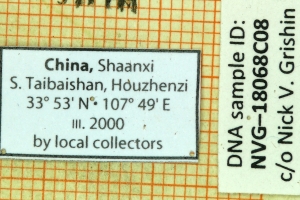 China, Shaanxi
S. Taibaishan, Houzhenzi
33° 53' N 107° 49' E
III. 2000
by local collectors
DNA sample ID:
NVG–18068C08
c/o Nick V. Grishin